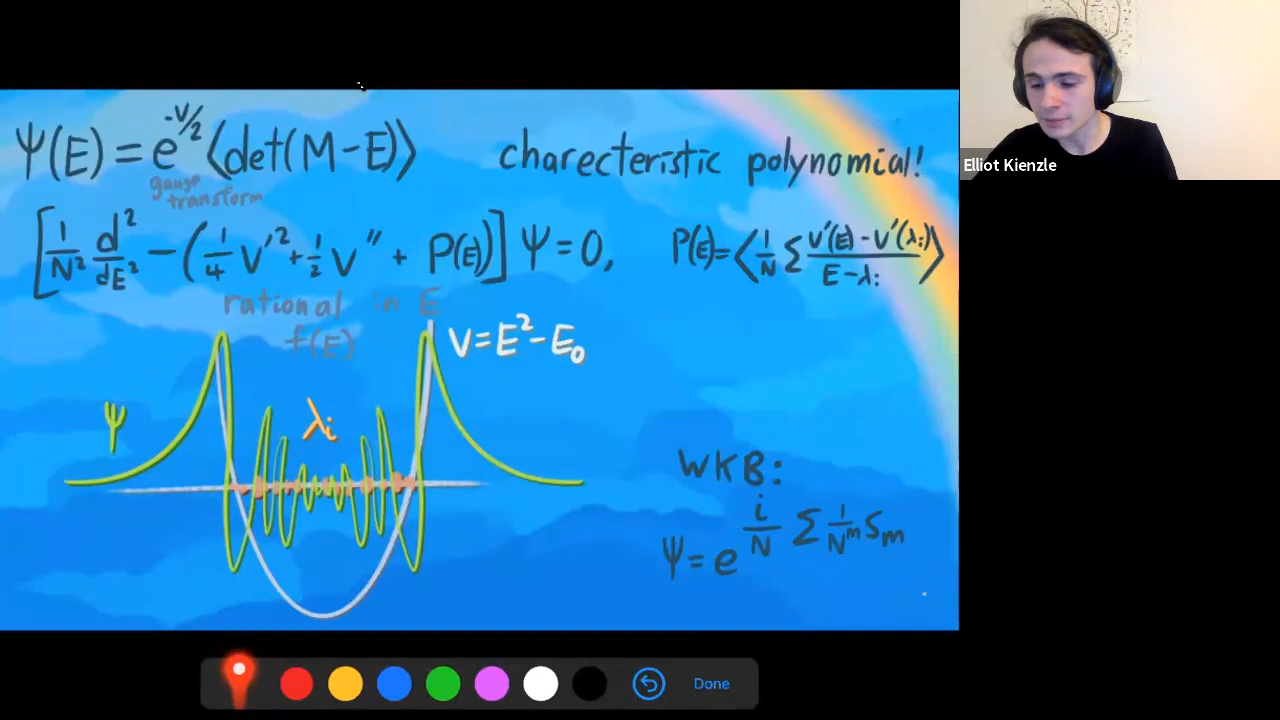 Ψ(E) = e^{-V/2} ⟨det(M-E)⟩ charecteristic polynomial!
gauge transform
[1/N² d²/dE² - (1/4 V'² + 1/2 V'' + P(E))] Ψ = 0, P(E) = ⟨1/N Σ (V'(E) - V'(λi))/(E - λi)⟩
rational in E
f(E)
V = E² - E₀
Ψ
λi
WKB:
Ψ = e^{i/N Σ 1/N^m S_m}
Elliot Kienzle
Done